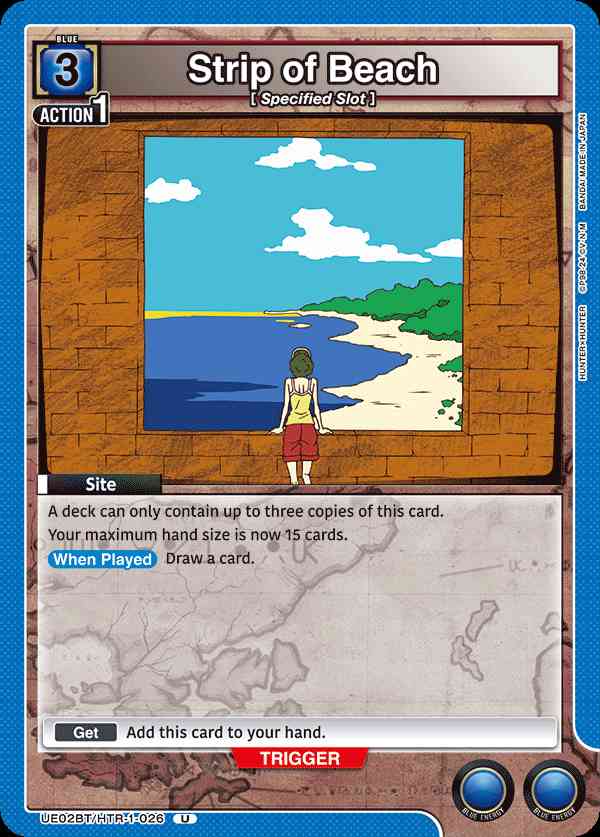 BLUE
3
Strip of Beach
[ Specified Slot ]
ACTION 1
HUNTER×HUNTER ©P98-24 ©V･N･M BANDAI MADE IN JAPAN
Site
A deck can only contain up to three copies of this card.
Your maximum hand size is now 15 cards.
When Played Draw a card.
Get Add this card to your hand.
TRIGGER
BLUE ENERGY BLUE ENERGY
UE02BT/HTR-1-026 U